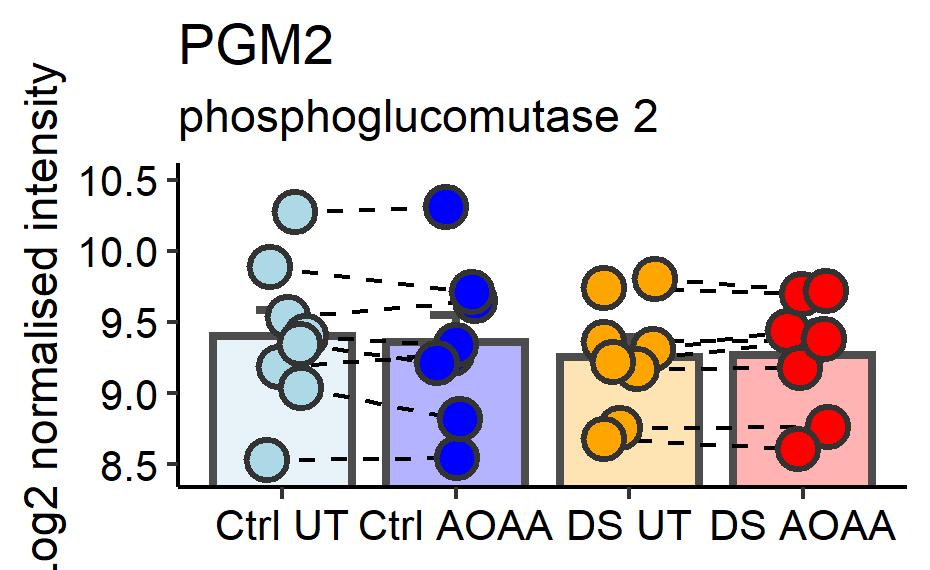 PGM2
phosphoglucomutase 2
Log2 normalised intensity
10.5
10.0
9.5
9.0
8.5
Ctrl UT Ctrl AOAA DS UT DS AOAA